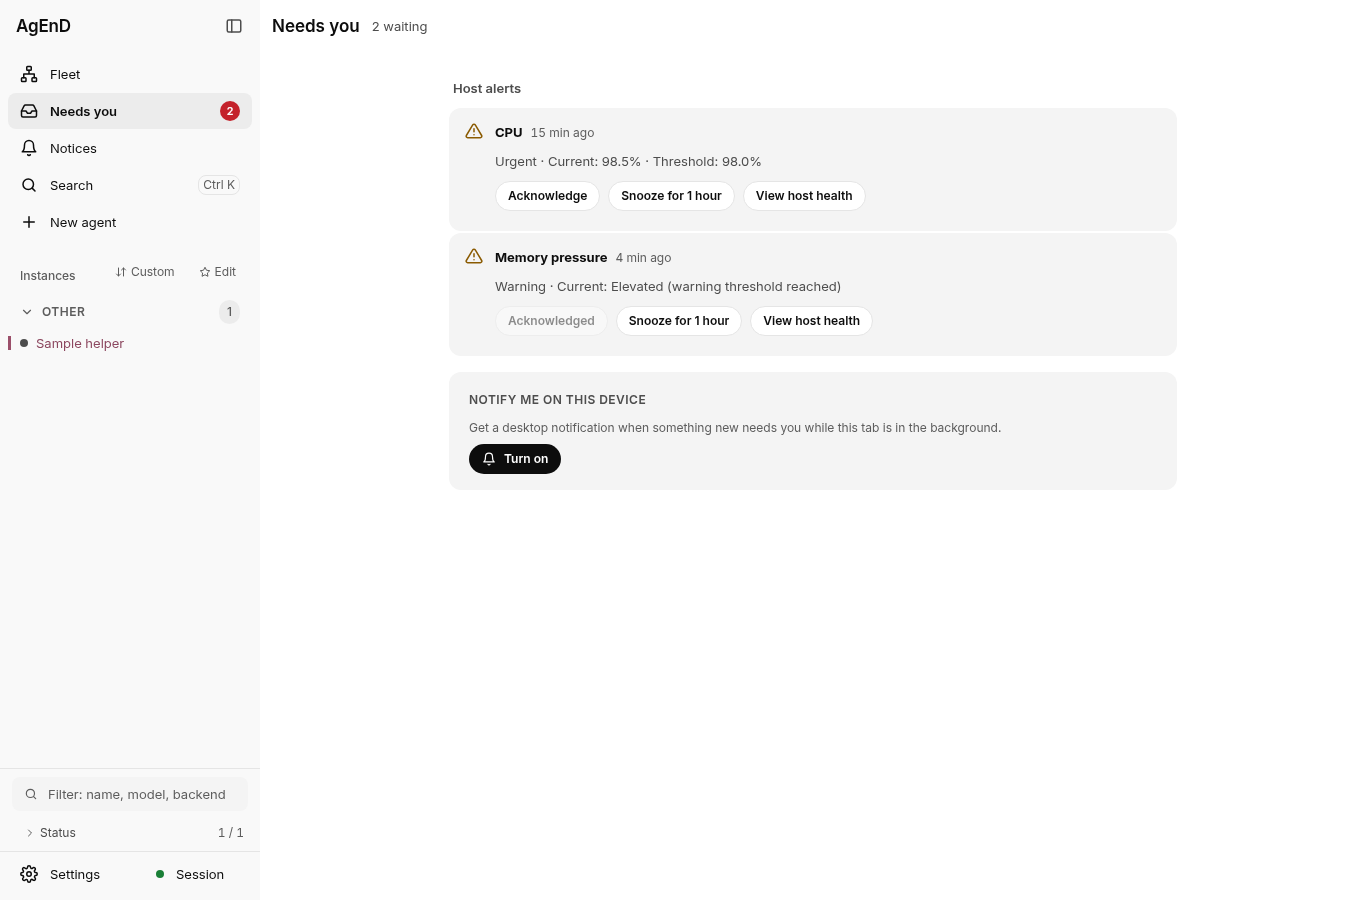 AgEnD
Fleet
Needs you 2
Notices
Search Ctrl K
New agent
Instances Custom Edit
OTHER 1
Sample helper
Filter: name, model, backend
Status 1 / 1
Settings Session
Needs you 2 waiting
Host alerts
CPU 15 min ago
Urgent · Current: 98.5% · Threshold: 98.0%
Acknowledge Snooze for 1 hour View host health
Memory pressure 4 min ago
Warning · Current: Elevated (warning threshold reached)
Acknowledged Snooze for 1 hour View host health
NOTIFY ME ON THIS DEVICE
Get a desktop notification when something new needs you while this tab is in the background.
Turn on